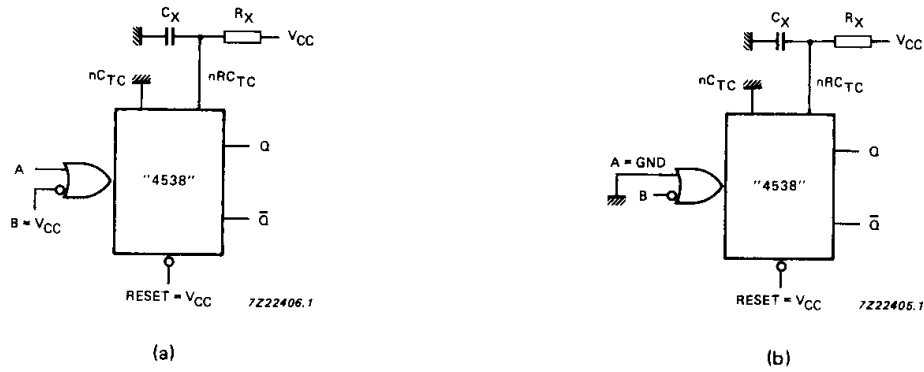 CX
RX
VCC
nCTC
nRCTC
A
B = VCC
"4538"
Q
Q̅
RESET = VCC
7Z22406.1
(a)
CX
RX
VCC
nCTC
nRCTC
A = GND
B
"4538"
Q
Q̅
RESET = VCC
7Z22405.1
(b)